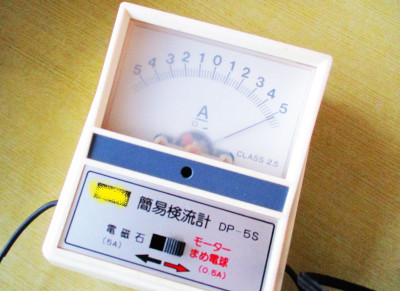 5 4 3 2 1 0 1 2 3 4 5
A
CLASS 2.5
簡易検流計 DP-5S
電磁石
(5A)
モーター
まめ電球
(0.5A)